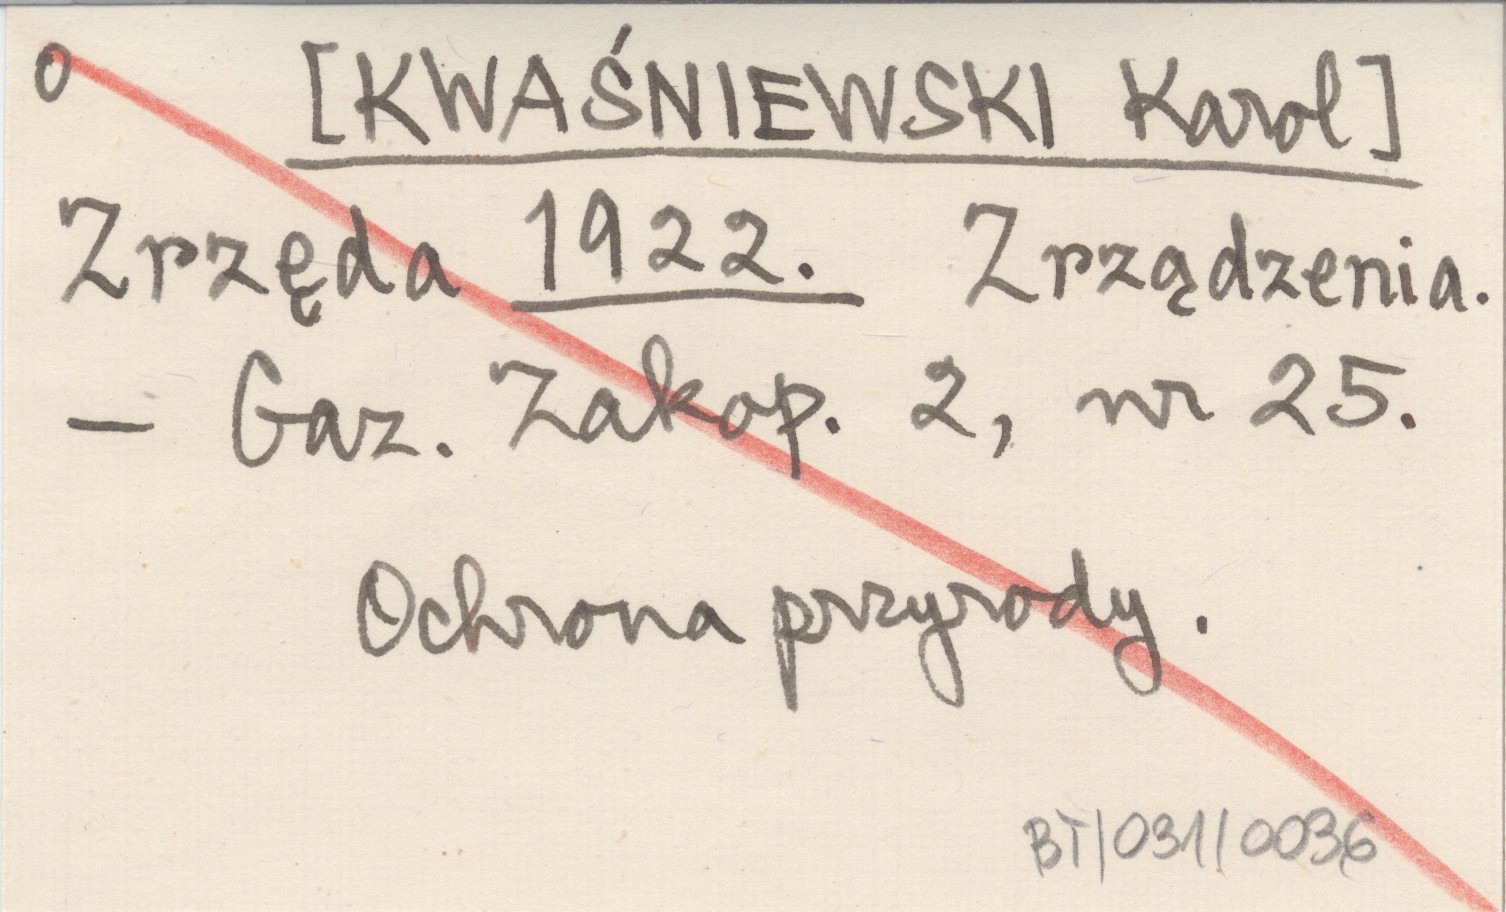 O [KWAŚNIEWSKI Karol]
Zrzęda 1922. Zrządzenia.
— Gaz. Zakop. 2, nr 25.
Ochrona przyrody.
BT/031/0036